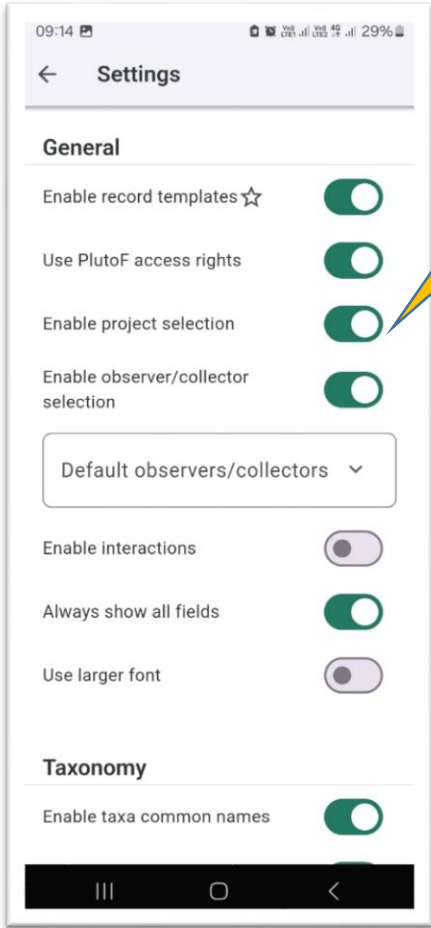 09:14 29%
Settings
General
Enable record templates
Use PlutoF access rights
Enable project selection
Enable observer/collector
selection
Default observers/collectors
Enable interactions
Always show all fields
Use larger font
Taxonomy
Enable taxa common names